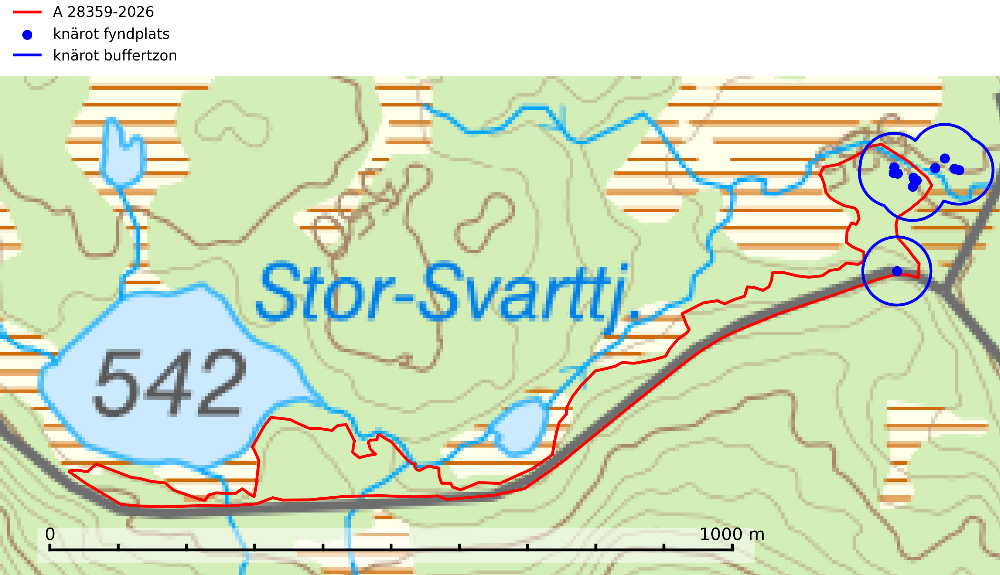 A 28359-2026
knärot fyndplats
knärot buffertzon
Stor-Svarttj.
542
0 1000 m